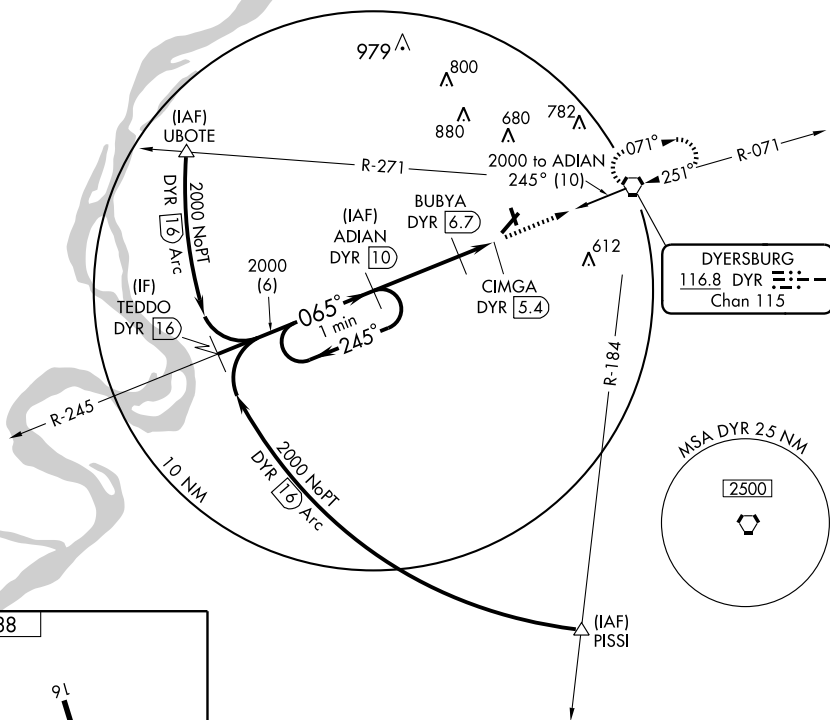 979
800
880
680
782
(IAF)
UBOTE
R-271
2000 to ADIAN
245° (10)
071°
251°
R-071
2000 NoPT
DYR 16 Arc
(IAF)
ADIAN
DYR 10
BUBYA
DYR 6.7
612
DYERSBURG
116.8 DYR
Chan 115
(IF)
TEDDO
DYR 16
2000
(6)
065°
1 min
245°
CIMGA
DYR 5.4
R-184
R-245
10 NM
2000 NoPT
DYR 16 Arc
MSA DYR 25 NM
2500
(IAF)
PISSI
16